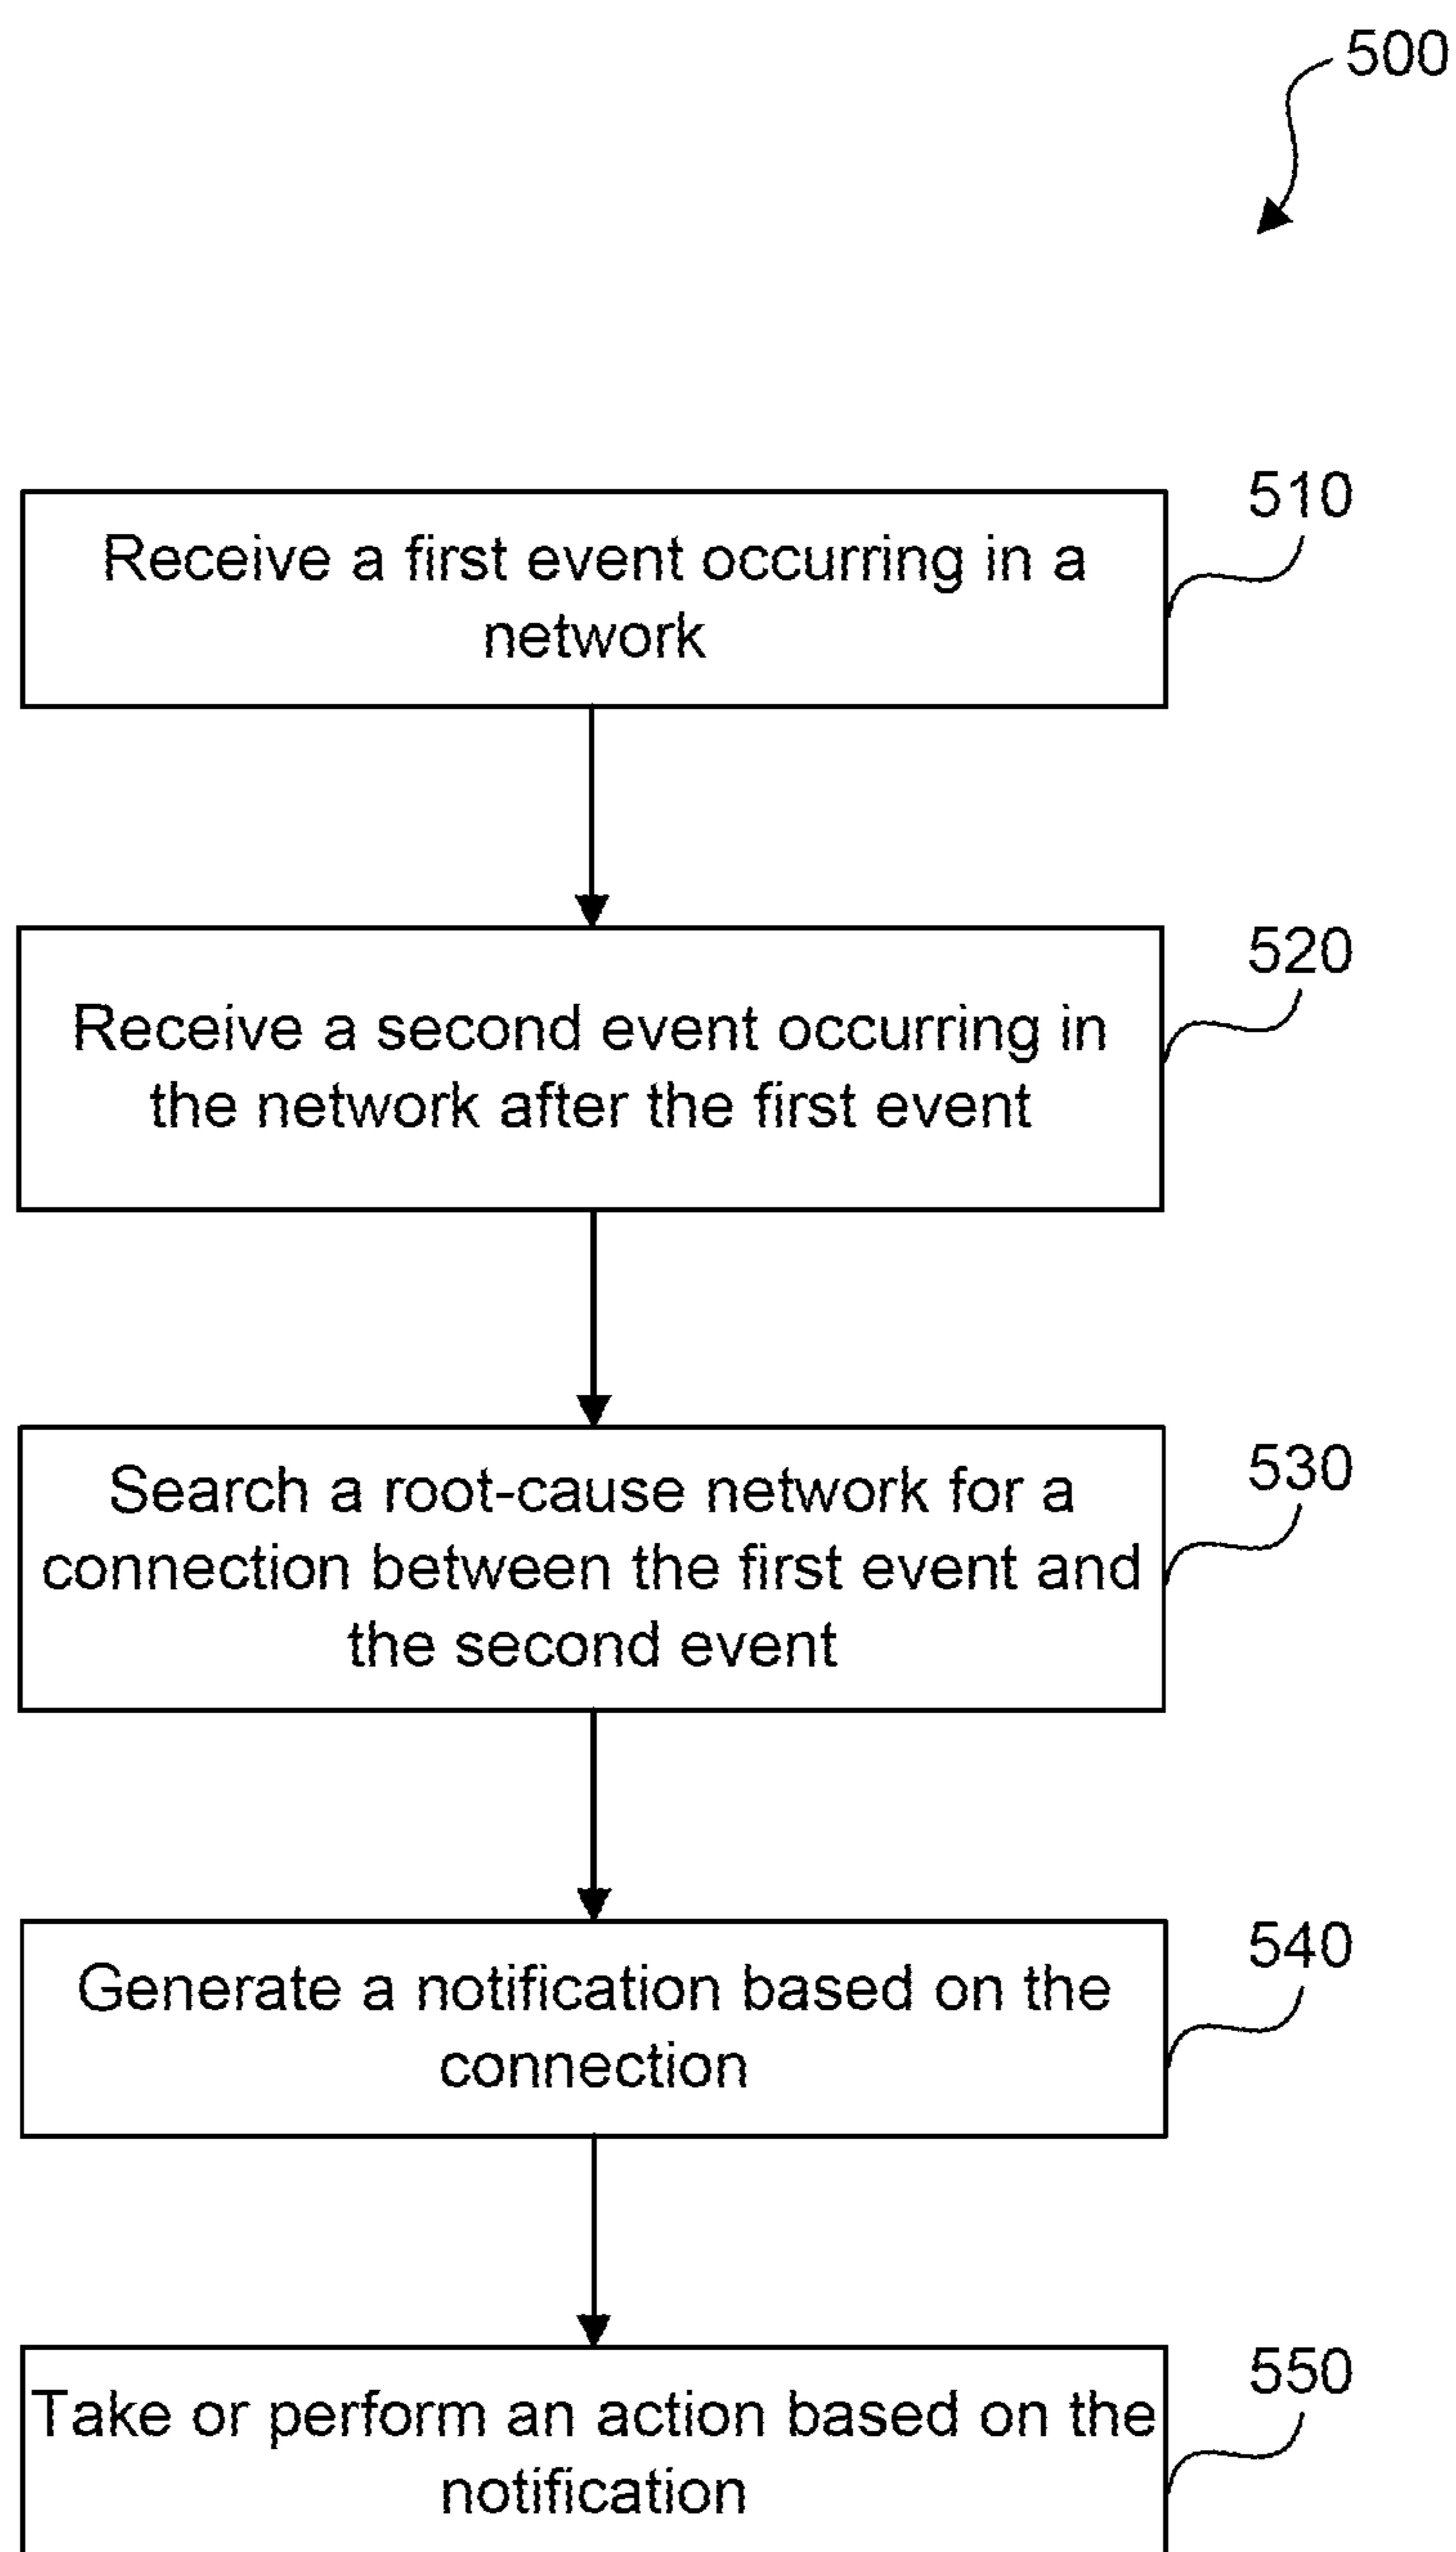 500
510
Receive a first event occurring in a
network
520
Receive a second event occurring in
the network after the first event
530
Search a root-cause network for a
connection between the first event and
the second event
540
Generate a notification based on the
connection
550
Take or perform an action based on the
notification